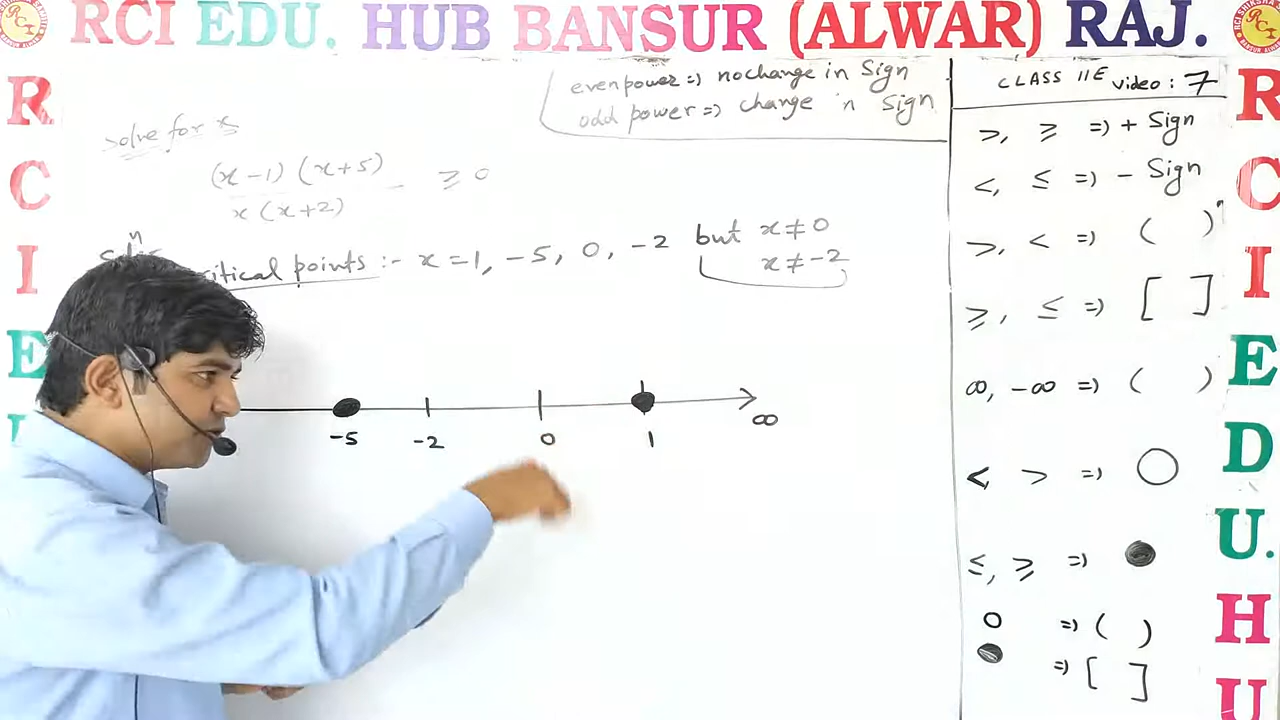 RCI EDU. HUB BANSUR (ALWAR) RAJ.
R
C
I
E
even power => no change in Sign
odd power => change in Sign
solve for x
(x-1) (x+5)
x (x+2)
≥ 0
critical points :- x = 1, -5, 0, -2 but x ≠ 0
x ≠ -2
-5 -2 0 1 ∞
CLASS 11E video : 7
>, ≥ => + Sign
<, ≤ => - Sign
>, < => ( )
≥, ≤ => [ ]
∞, -∞ => ( )
< > => ○
≤, ≥ => ●
○ => ( )
● => [ ]
R
C
I
E
D
U.
H
U